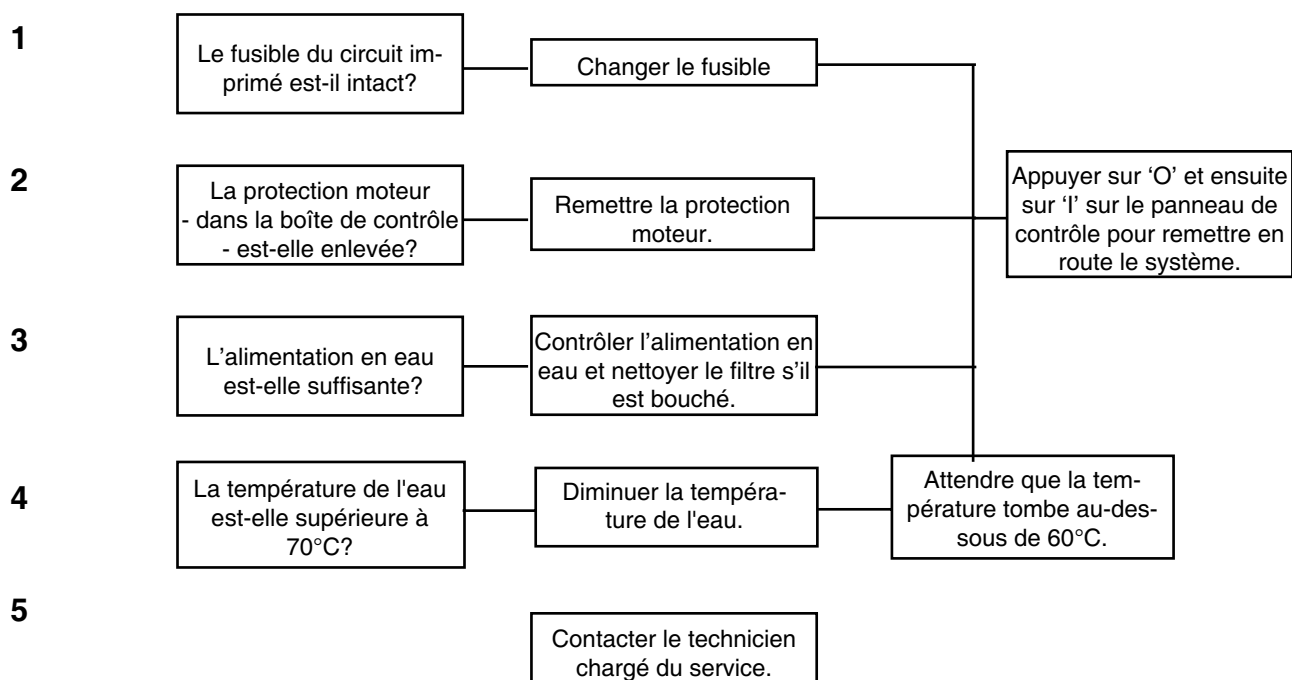 1
Le fusible du circuit im-
primé est-il intact?
Changer le fusible
2
La protection moteur
- dans la boîte de contrôle
- est-elle enlevée?
Remettre la protection
moteur.
Appuyer sur ‘O’ et ensuite
sur ‘I’ sur le panneau de
contrôle pour remettre en
route le système.
3
L’alimentation en eau
est-elle suffisante?
Contrôler l’alimentation en
eau et nettoyer le filtre s’il
est bouché.
4
La température de l'eau
est-elle supérieure à
70°C?
Diminuer la tempéra-
ture de l'eau.
Attendre que la tem-
pérature tombe au-des-
sous de 60°C.
5
Contacter le technicien
chargé du service.